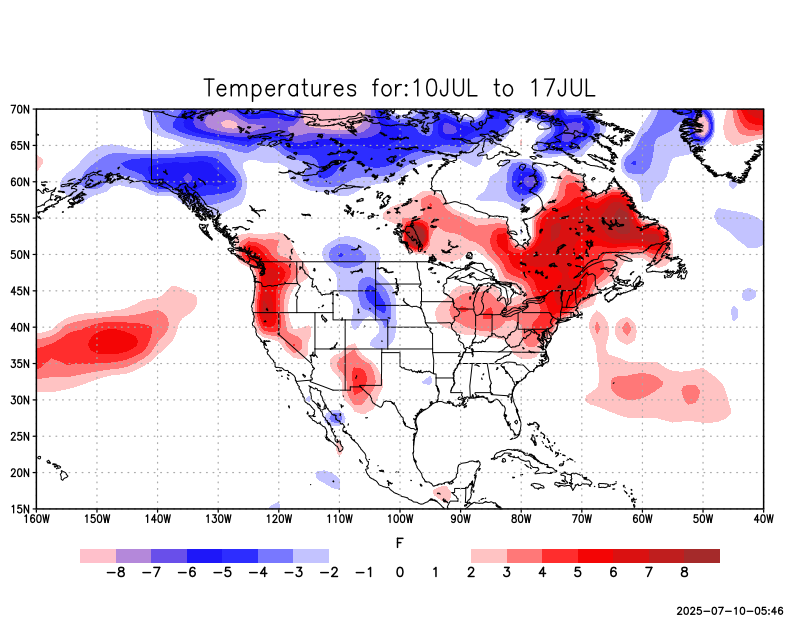 Temperatures for:10JUL to 17JUL
70N
65N
60N
55N
50N
45N
40N
35N
30N
25N
20N
15N
160W 150W 140W 130W 120W 110W 100W 90W 80W 70W 60W 50W 40W
F
−8 −7 −6 −5 −4 −3 −2 −1 0 1 2 3 4 5 6 7 8
2025-07-10-05:46